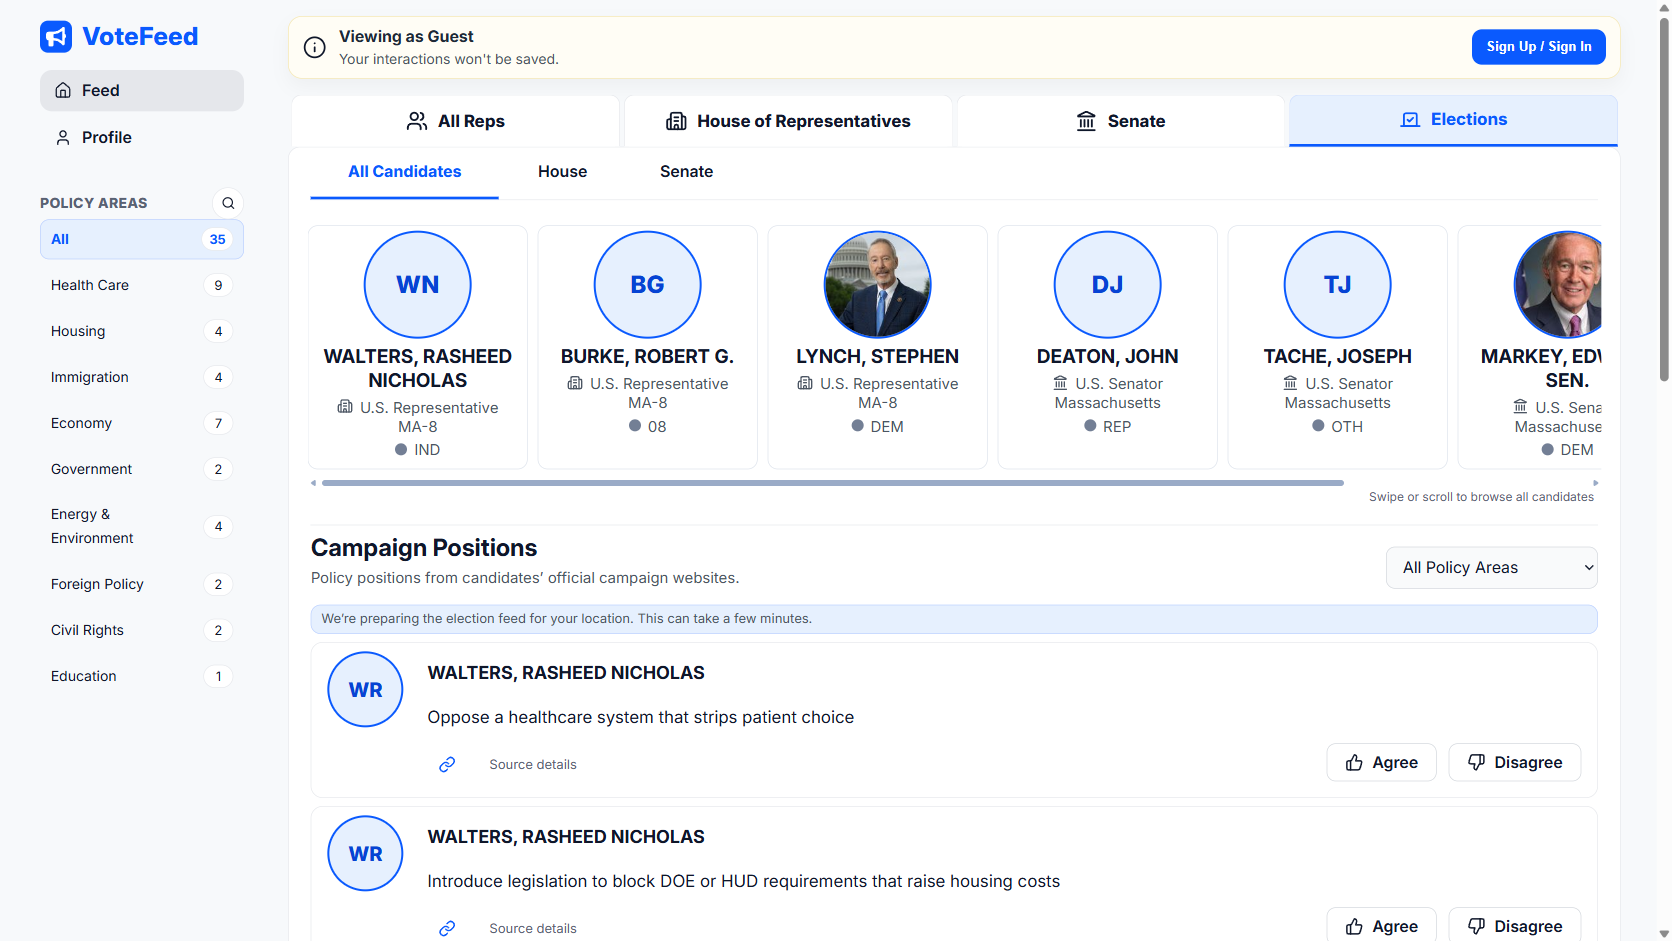 VoteFeed
Feed
Profile
POLICY AREAS
All 35
Health Care 9
Housing 4
Immigration 4
Economy 7
Government 2
Energy &
Environment 4
Foreign Policy 2
Civil Rights 2
Education 1
Viewing as Guest
Your interactions won't be saved.
Sign Up / Sign In
All Reps
House of Representatives
Senate
Elections
All Candidates
House
Senate
WN
WALTERS, RASHEED
NICHOLAS
U.S. Representative
MA-8
IND
BG
BURKE, ROBERT G.
U.S. Representative
MA-8
08
LYNCH, STEPHEN
U.S. Representative
MA-8
DEM
DJ
DEATON, JOHN
U.S. Senator
Massachusetts
REP
TJ
TACHE, JOSEPH
U.S. Senator
Massachusetts
OTH
MARKEY, EDW
SEN.
U.S. Sena
Massachuse
DEM
Swipe or scroll to browse all candidates
Campaign Positions
Policy positions from candidates’ official campaign websites.
All Policy Areas
We’re preparing the election feed for your location. This can take a few minutes.
WR
WALTERS, RASHEED NICHOLAS
Oppose a healthcare system that strips patient choice
Source details
Agree
Disagree
WR
WALTERS, RASHEED NICHOLAS
Introduce legislation to block DOE or HUD requirements that raise housing costs
Source details
Agree
Disagree